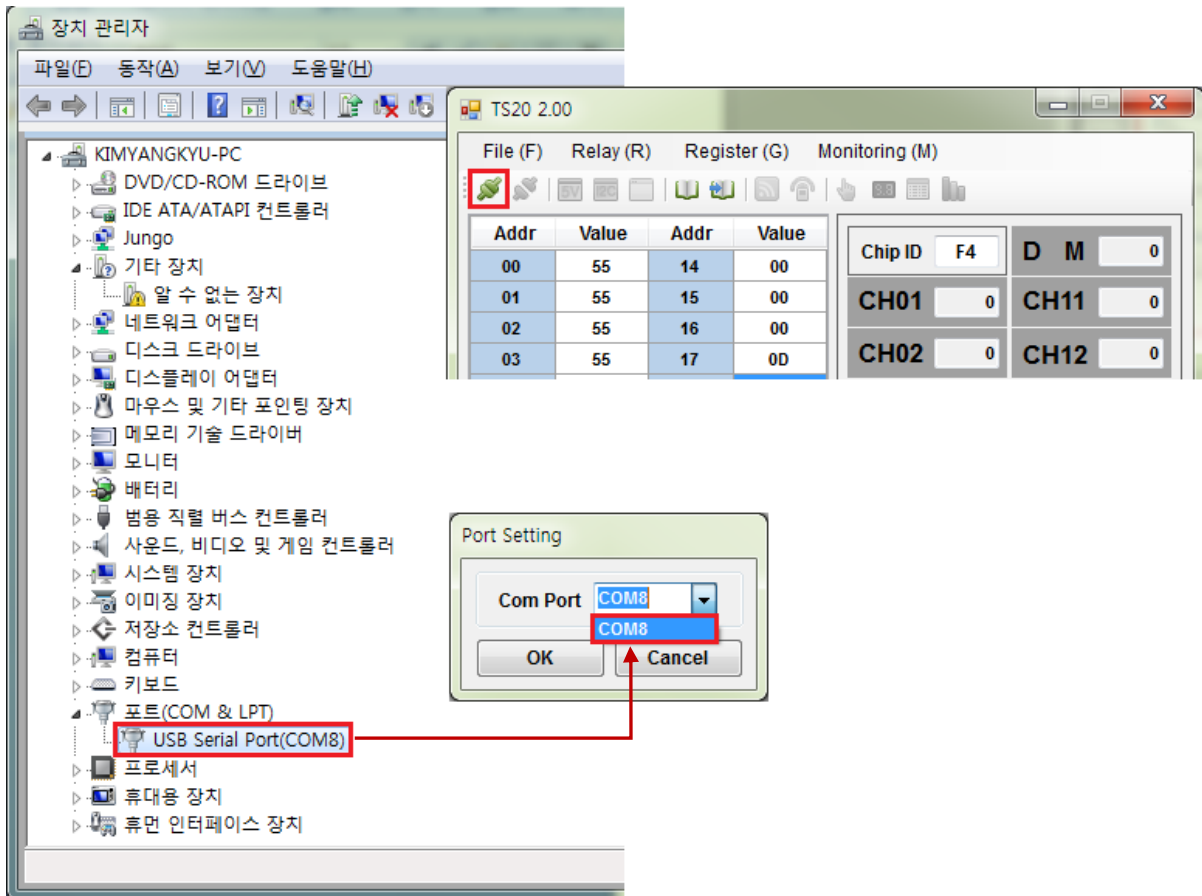 장치 관리자
파일(F) 동작(A) 보기(V) 도움말(H)
KIMYANGKYU-PC
DVD/CD-ROM 드라이브
IDE ATA/ATAPI 컨트롤러
Jungo
기타 장치
알 수 없는 장치
네트워크 어댑터
디스크 드라이브
디스플레이 어댑터
마우스 및 기타 포인팅 장치
메모리 기술 드라이버
모니터
배터리
범용 직렬 버스 컨트롤러
사운드, 비디오 및 게임 컨트롤러
시스템 장치
이미징 장치
저장소 컨트롤러
컴퓨터
키보드
포트(COM & LPT)
USB Serial Port(COM8)
프로세서
휴대용 장치
휴먼 인터페이스 장치
TS20 2.00
File (F) Relay (R) Register (G) Monitoring (M)
5V I2C 8.8
Addr Value Addr Value
00 55 14 00
01 55 15 00
02 55 16 00
03 55 17 0D
Chip ID F4 D M 0
CH01 0 CH11 0
CH02 0 CH12 0
Port Setting
Com Port COM8
COM8
OK Cancel